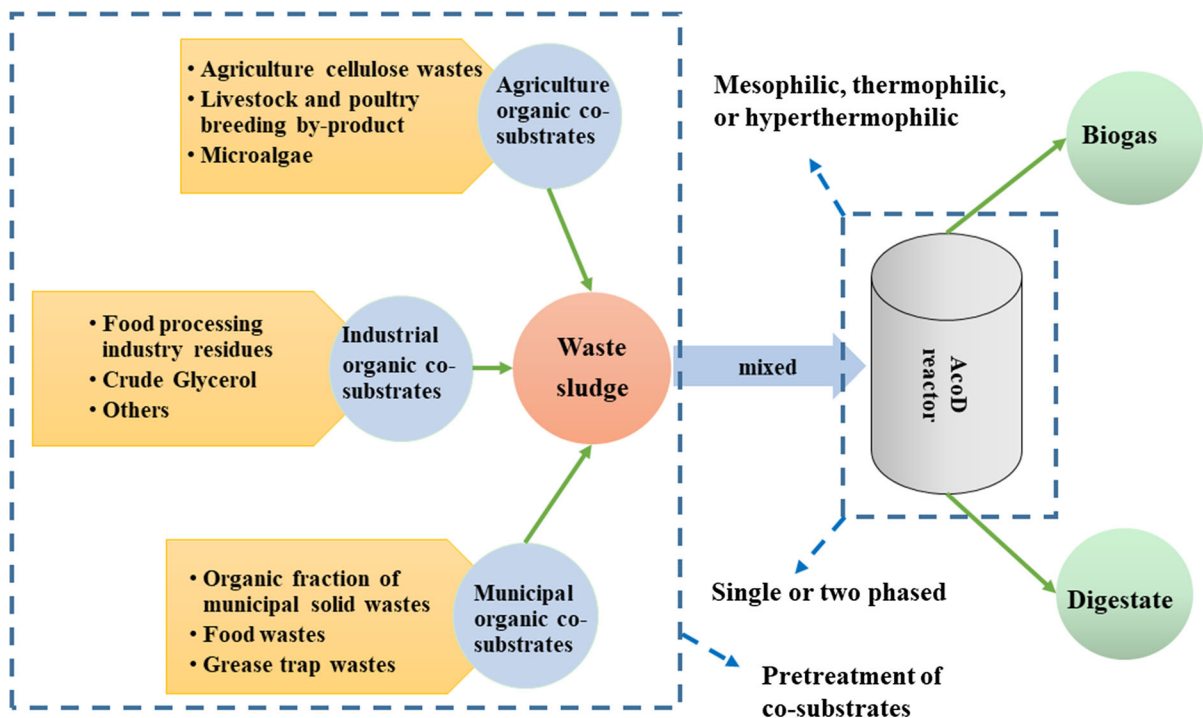 • Agriculture cellulose wastes
• Livestock and poultry
breeding by-product
• Microalgae
Agriculture
organic co-
substrates
• Food processing
industry residues
• Crude Glycerol
• Others
Industrial
organic co-
substrates
• Organic fraction of
municipal solid wastes
• Food wastes
• Grease trap wastes
Municipal
organic co-
substrates
Waste
sludge
mixed
Mesophilic, thermophilic,
or hyperthermophilic
AcoD
reactor
Single or two phased
Pretreatment of
co-substrates
Biogas
Digestate